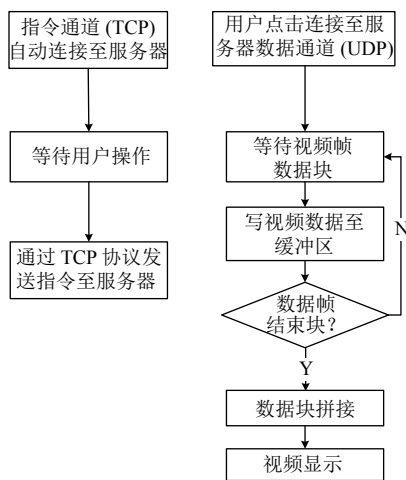 指令通道 (TCP)
自动连接至服务器
等待用户操作
通过 TCP 协议发
送指令至服务器
用户点击连接至服
务器数据通道 (UDP)
等待视频帧
数据块
写视频数据至
缓冲区
N
数据帧
结束块？
Y
数据块拼接
视频显示